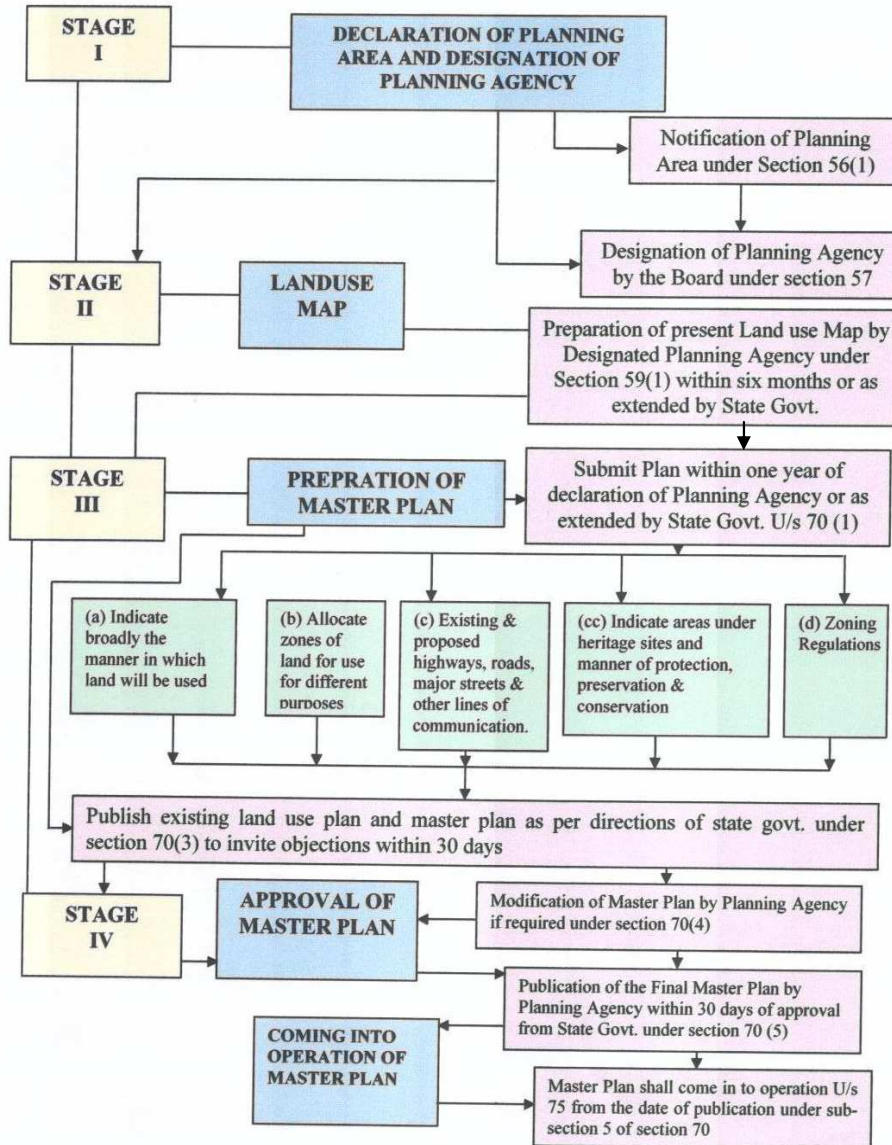 STAGE
I
DECLARATION OF PLANNING
AREA AND DESIGNATION OF
PLANNING AGENCY
Notification of Planning
Area under Section 56(1)
Designation of Planning Agency
by the Board under section 57
STAGE
II
LANDUSE
MAP
Preparation of present Land use Map by
Designated Planning Agency under
Section 59(1) within six months or as
extended by State Govt.
STAGE
III
PREPRATION OF
MASTER PLAN
Submit Plan within one year of
declaration of Planning Agency or as
extended by State Govt. U/s 70 (1)
(a) Indicate
broadly the
manner in which
land will be used
(b) Allocate
zones of
land for use
for different
purposes
(c) Existing &
proposed
highways, roads,
major streets &
other lines of
communication.
(cc) Indicate areas under
heritage sites and
manner of protection,
preservation &
conservation
(d) Zoning
Regulations
Publish existing land use plan and master plan as per directions of state govt. under
section 70(3) to invite objections within 30 days
STAGE
IV
APPROVAL OF
MASTER PLAN
Modification of Master Plan by Planning Agency
if required under section 70(4)
Publication of the Final Master Plan by
Planning Agency within 30 days of approval
from State Govt. under section 70 (5)
COMING INTO
OPERATION OF
MASTER PLAN
Master Plan shall come in to operation U/s
75 from the date of publication under sub-
section 5 of section 70